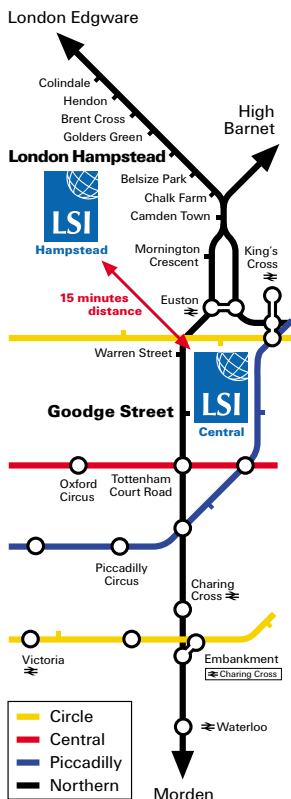 London Edgware
Colindale
Hendon
Brent Cross
Golders Green
High
Barnet
London Hampstead
Belsize Park
Chalk Farm
Camden Town
LSI
Hampstead
Mornington
Crescent
King's
Cross
15 minutes
distance
Euston
Warren Street
LSI
Central
Goodge Street
Oxford
Circus
Tottenham
Court Road
Piccadilly
Circus
Charing
Cross
Victoria
Embankment
Charing Cross
Waterloo
Circle
Central
Piccadilly
Northern
Morden